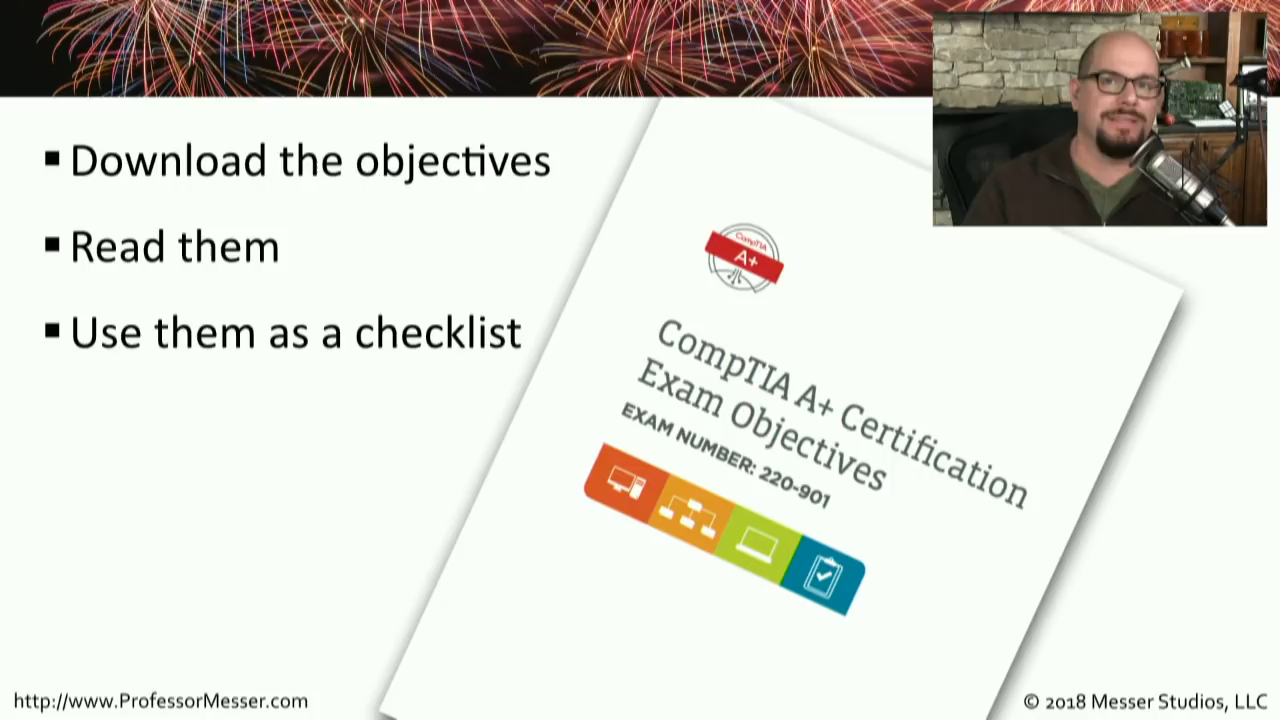 Download the objectives
Read them
Use them as a checklist
CompTIA
A+
CompTIA A+ Certification
Exam Objectives
EXAM NUMBER: 220-901
http://www.ProfessorMesser.com
© 2018 Messer Studios, LLC